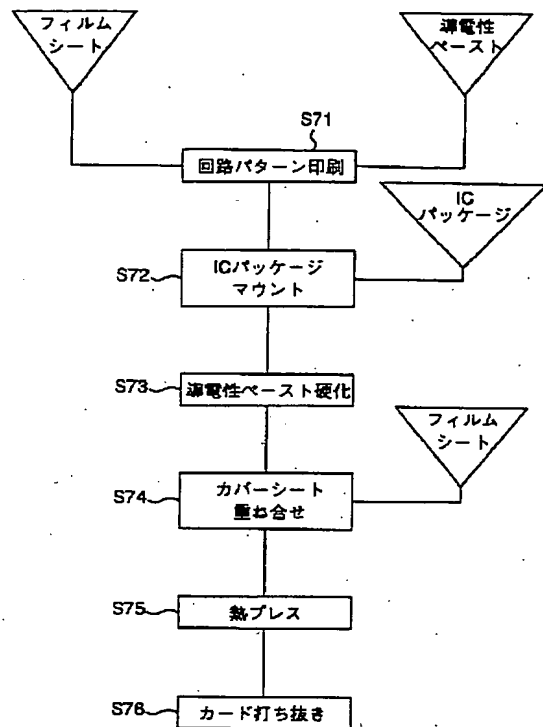 フィルム
シート
導電性
ペースト
S71
回路パターン印刷
IC
パッケージ
S72
ICパッケージ
マウント
S73
導電性ペースト硬化
フィルム
シート
S74
カバーシート
重ね合せ
S75
熱プレス
S76
カード打ち抜き